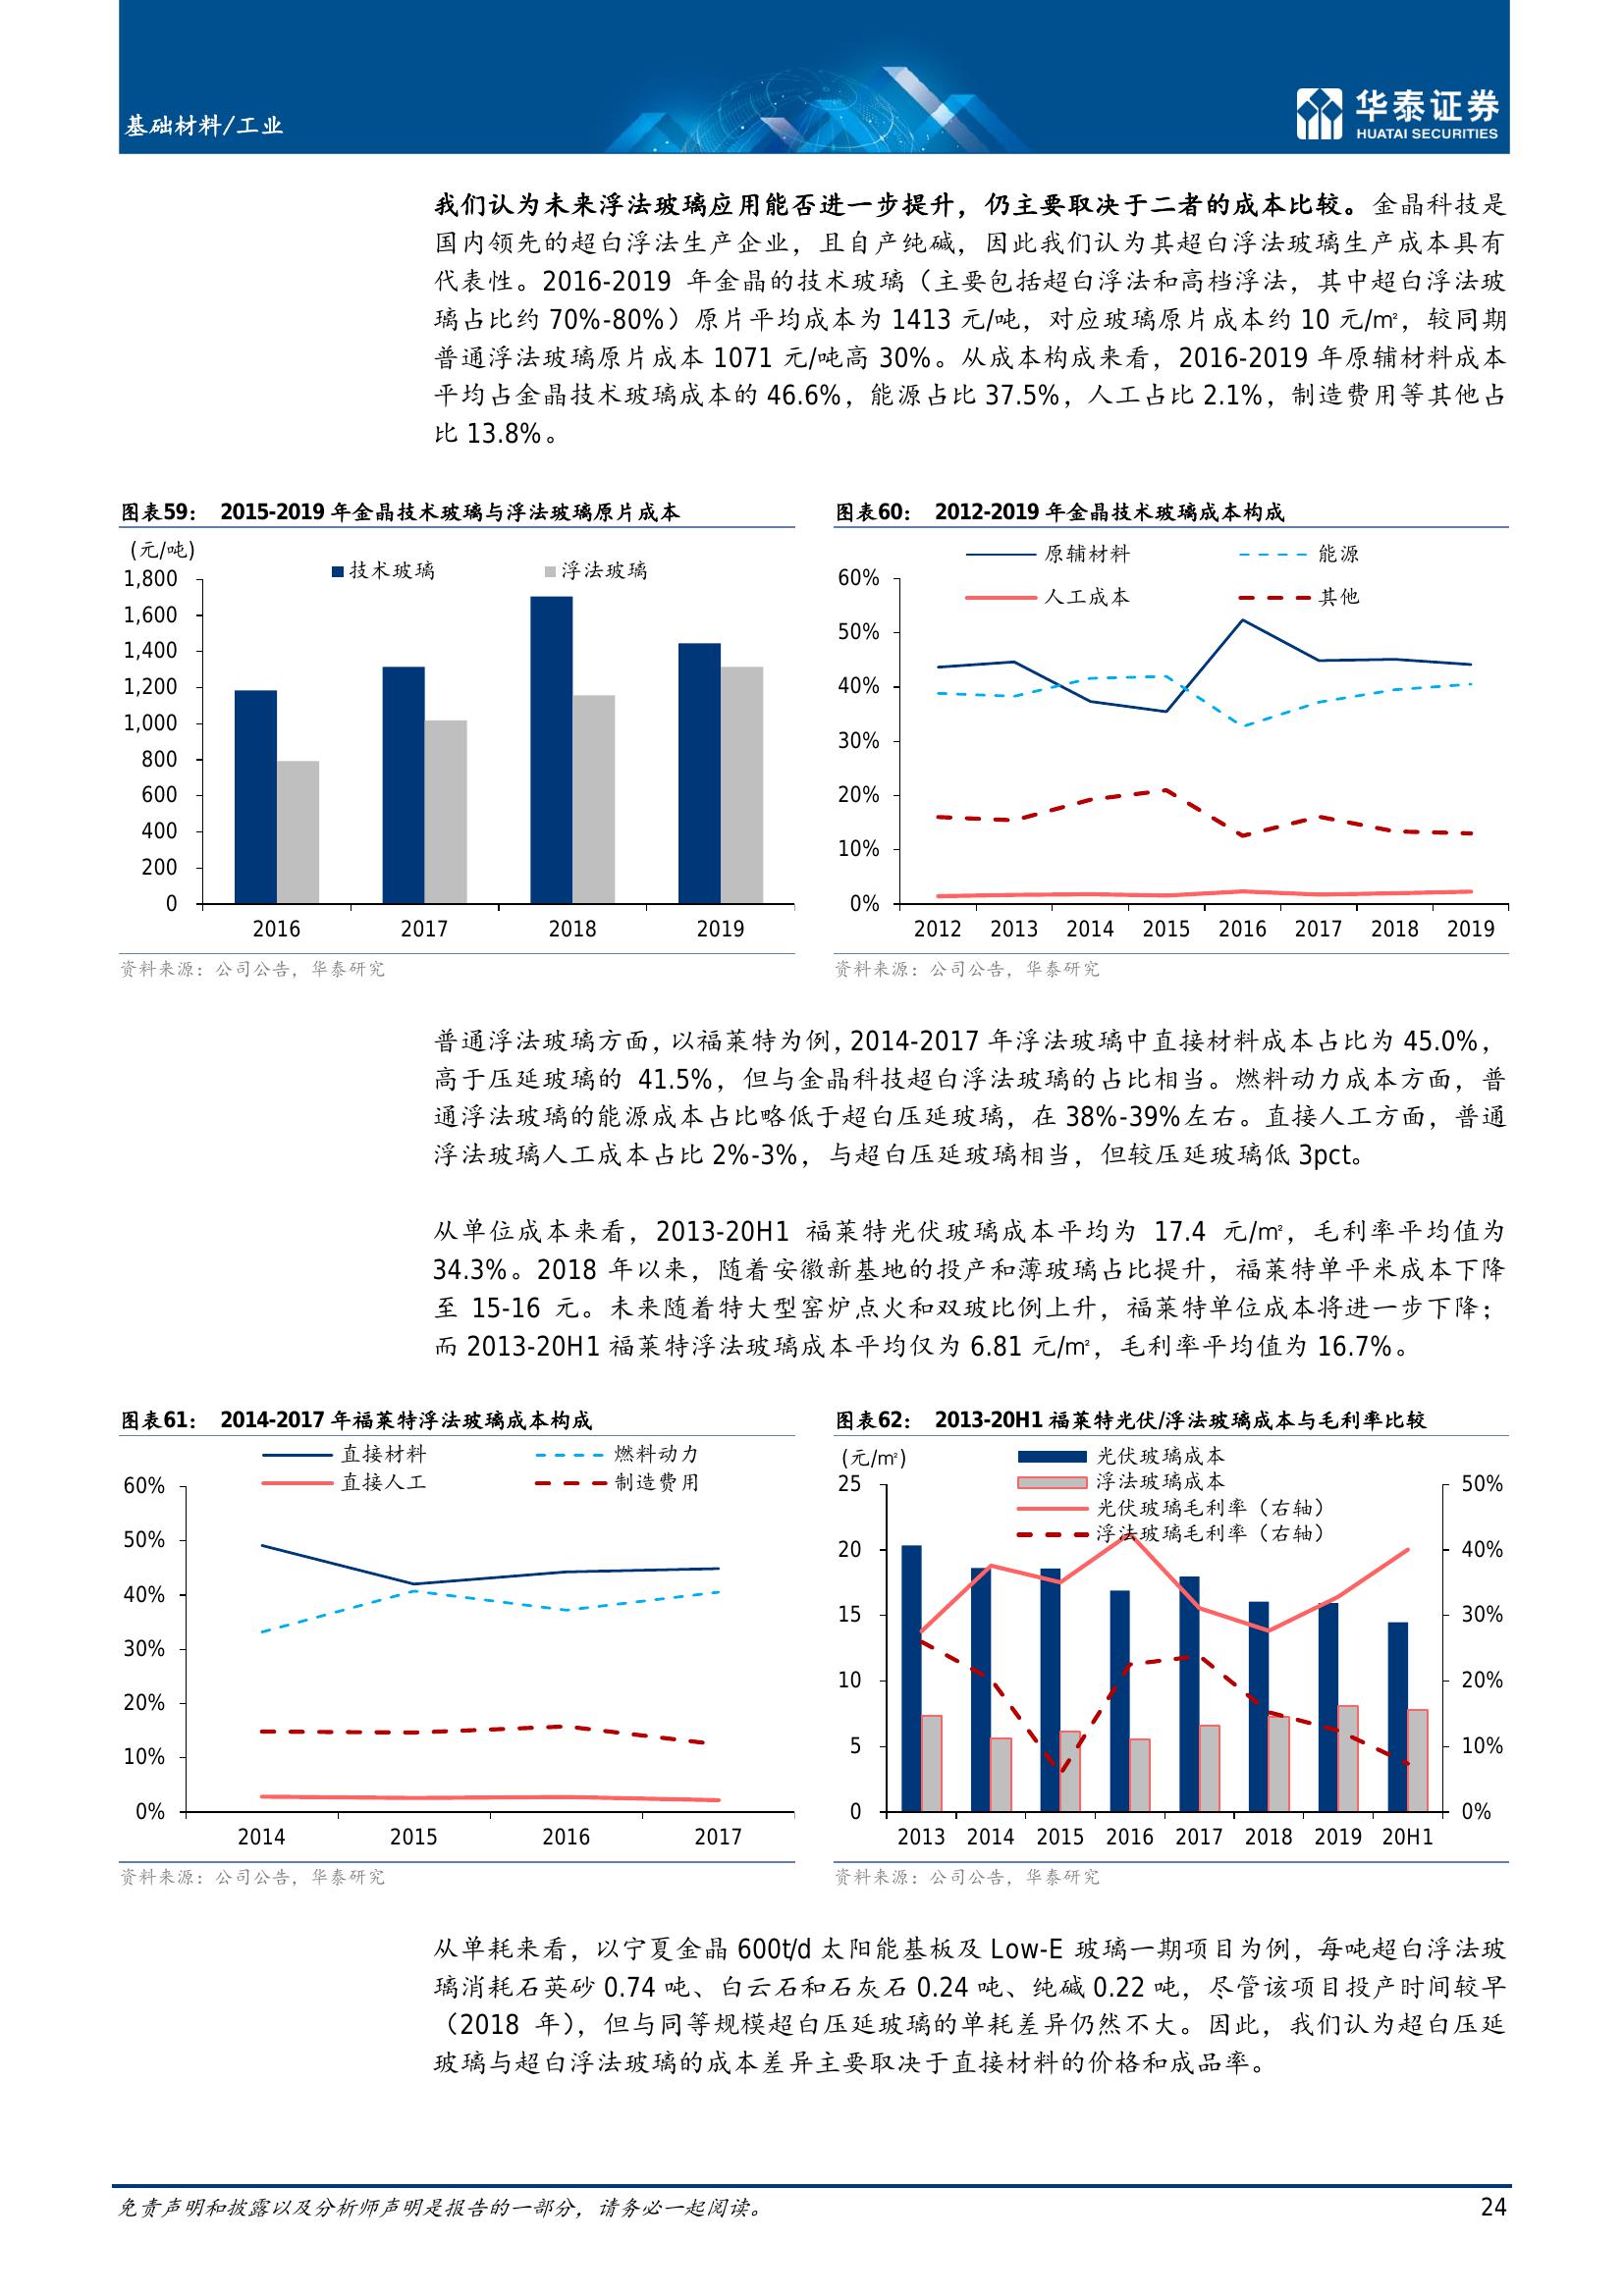 基础材料/工业
华泰证券
HUATAI SECURITIES
我们认为未来浮法玻璃应用能否进一步提升，仍主要取决于二者的成本比较。金晶科技是
国内领先的超白浮法生产企业，且自产纯碱，因此我们认为其超白浮法玻璃生产成本具有
代表性。2016-2019 年金晶的技术玻璃（主要包括超白浮法和高档浮法，其中超白浮法玻
璃占比约 70%-80%）原片平均成本为 1413 元/吨，对应玻璃原片成本约 10 元/㎡，较同期
普通浮法玻璃原片成本 1071 元/吨高 30%。从成本构成来看，2016-2019 年原辅材料成本
平均占金晶技术玻璃成本的 46.6%，能源占比 37.5%，人工占比 2.1%，制造费用等其他占
比 13.8%。
图表59： 2015-2019 年金晶技术玻璃与浮法玻璃原片成本
(元/吨)
技术玻璃 浮法玻璃
1,800
1,600
1,400
1,200
1,000
800
600
400
200
0
2016 2017 2018 2019
资料来源：公司公告，华泰研究
图表60： 2012-2019 年金晶技术玻璃成本构成
原辅材料 能源
人工成本 其他
60%
50%
40%
30%
20%
10%
0%
2012 2013 2014 2015 2016 2017 2018 2019
资料来源：公司公告，华泰研究
普通浮法玻璃方面，以福莱特为例，2014-2017 年浮法玻璃中直接材料成本占比为 45.0%，
高于压延玻璃的 41.5%，但与金晶科技超白浮法玻璃的占比相当。燃料动力成本方面，普
通浮法玻璃的能源成本占比略低于超白压延玻璃，在 38%-39%左右。直接人工方面，普通
浮法玻璃人工成本占比 2%-3%，与超白压延玻璃相当，但较压延玻璃低 3pct。
从单位成本来看，2013-20H1 福莱特光伏玻璃成本平均为 17.4 元/㎡，毛利率平均值为
34.3%。2018 年以来，随着安徽新基地的投产和薄玻璃占比提升，福莱特单平米成本下降
至 15-16 元。未来随着特大型窑炉点火和双玻比例上升，福莱特单位成本将进一步下降；
而 2013-20H1 福莱特浮法玻璃成本平均仅为 6.81 元/㎡，毛利率平均值为 16.7%。
图表61： 2014-2017 年福莱特浮法玻璃成本构成
直接材料 燃料动力
直接人工 制造费用
60%
50%
40%
30%
20%
10%
0%
2014 2015 2016 2017
资料来源：公司公告，华泰研究
图表62： 2013-20H1 福莱特光伏/浮法玻璃成本与毛利率比较
(元/㎡)
光伏玻璃成本
浮法玻璃成本
光伏玻璃毛利率（右轴）
浮法玻璃毛利率（右轴）
25
20
15
10
5
0
50%
40%
30%
20%
10%
0%
2013 2014 2015 2016 2017 2018 2019 20H1
资料来源：公司公告，华泰研究
从单耗来看，以宁夏金晶 600t/d 太阳能基板及 Low-E 玻璃一期项目为例，每吨超白浮法玻
璃消耗石英砂 0.74 吨、白云石和石灰石 0.24 吨、纯碱 0.22 吨，尽管该项目投产时间较早
（2018 年），但与同等规模超白压延玻璃的单耗差异仍然不大。因此，我们认为超白压延
玻璃与超白浮法玻璃的成本差异主要取决于直接材料的价格和成品率。
免责声明和披露以及分析师声明是报告的一部分，请务必一起阅读。
24